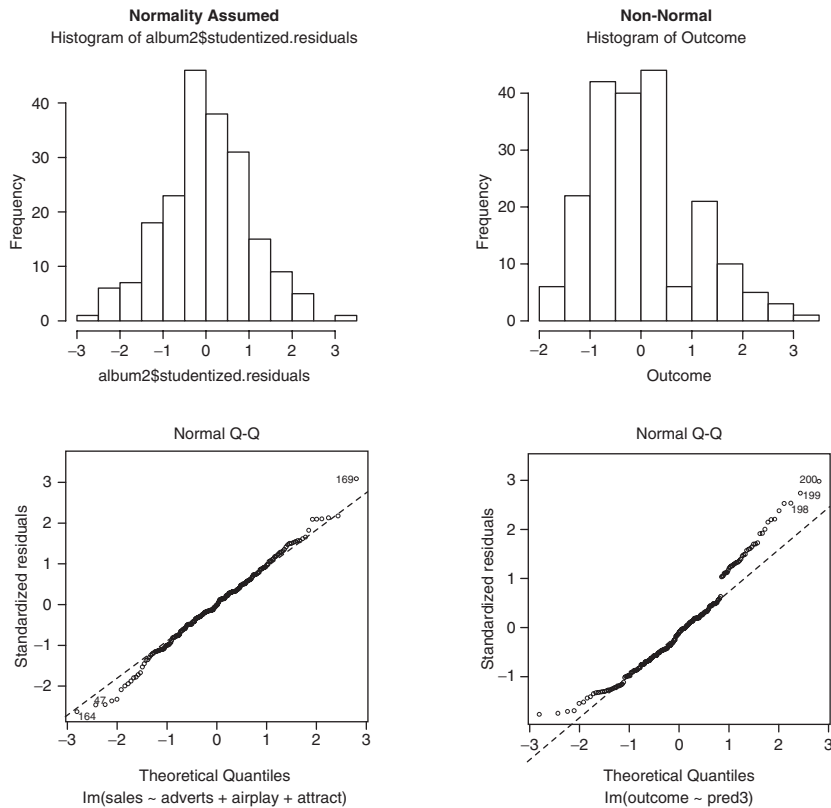 Normality Assumed
Histogram of album2$studentized.residuals
Frequency
40
30
20
10
0
−3 −2 −1 0 1 2 3
album2$studentized.residuals
Non-Normal
Histogram of Outcome
Frequency
40
30
20
10
0
−2 −1 0 1 2 3
Outcome
Normal Q-Q
Standardized residuals
3
2
1
0
−1
−2
169
47
164
−3 −2 −1 0 1 2 3
Theoretical Quantiles
lm(sales ~ adverts + airplay + attract)
Normal Q-Q
Standardized residuals
3
2
1
0
−1
200
199
198
−3 −2 −1 0 1 2 3
Theoretical Quantiles
lm(outcome ~ pred3)